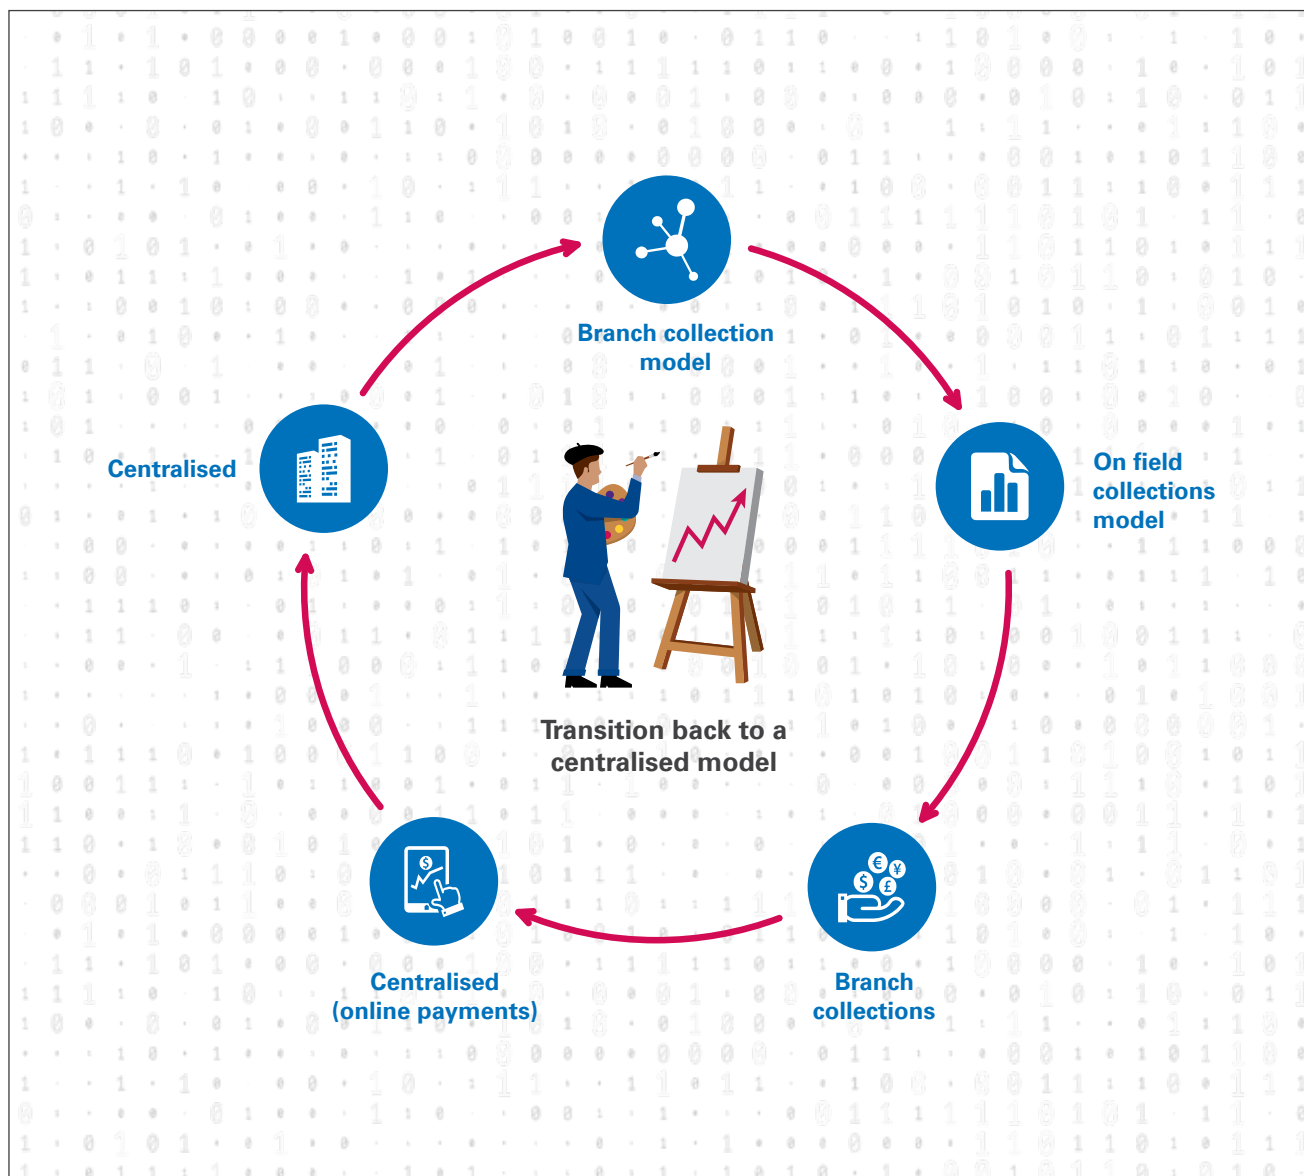 Branch collection
model
Centralised
On field
collections
model
Transition back to a
centralised model
Centralised
(online payments)
Branch
collections